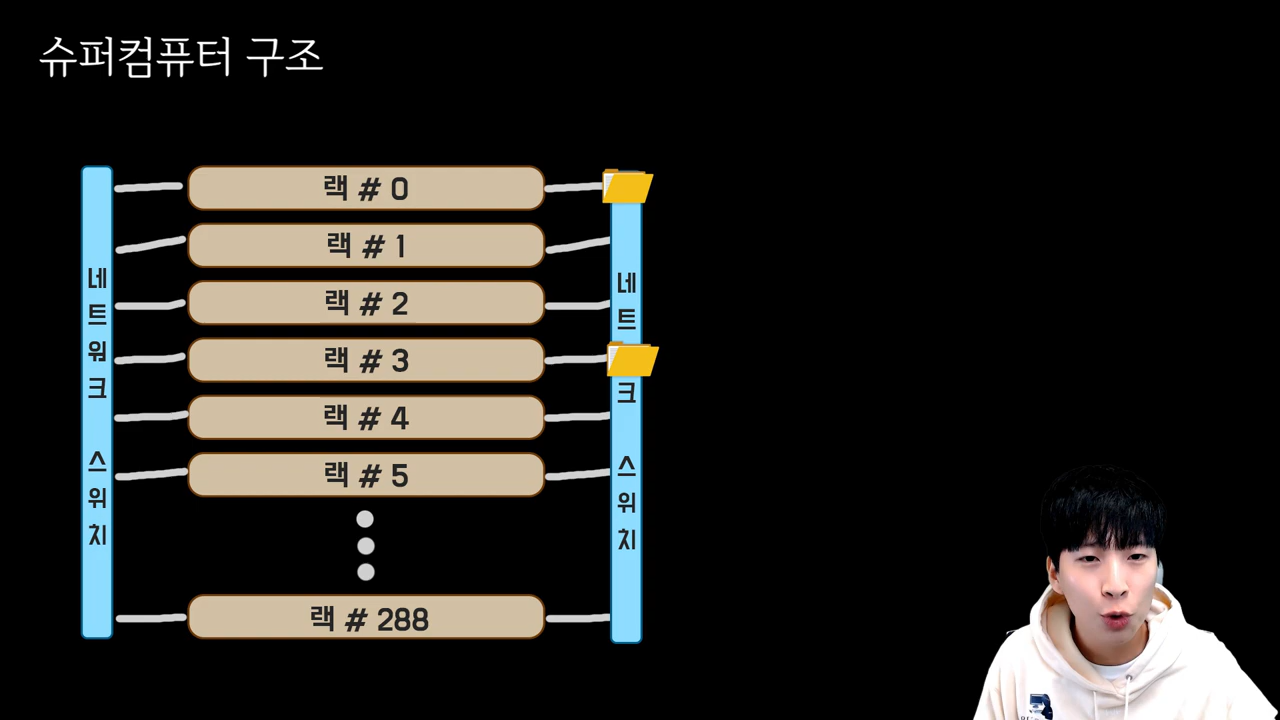 슈퍼컴퓨터 구조
네트워크 스위치
랙 # 0
랙 # 1
랙 # 2
랙 # 3
랙 # 4
랙 # 5
랙 # 288
네트 크 스위치